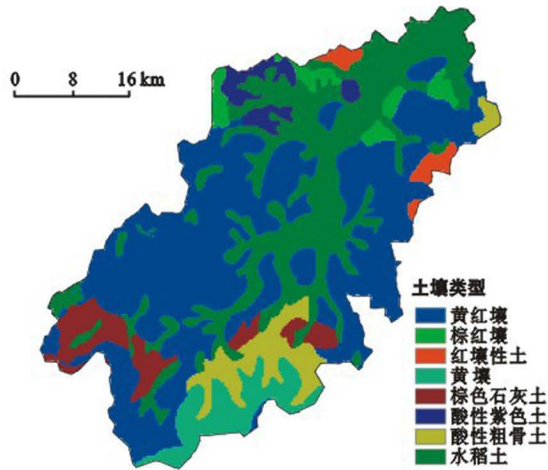 0 8 16 km
土壤类型
黄红壤
棕红壤
红壤性土
黄壤
棕色石灰土
酸性紫色土
酸性粗骨土
水稻土